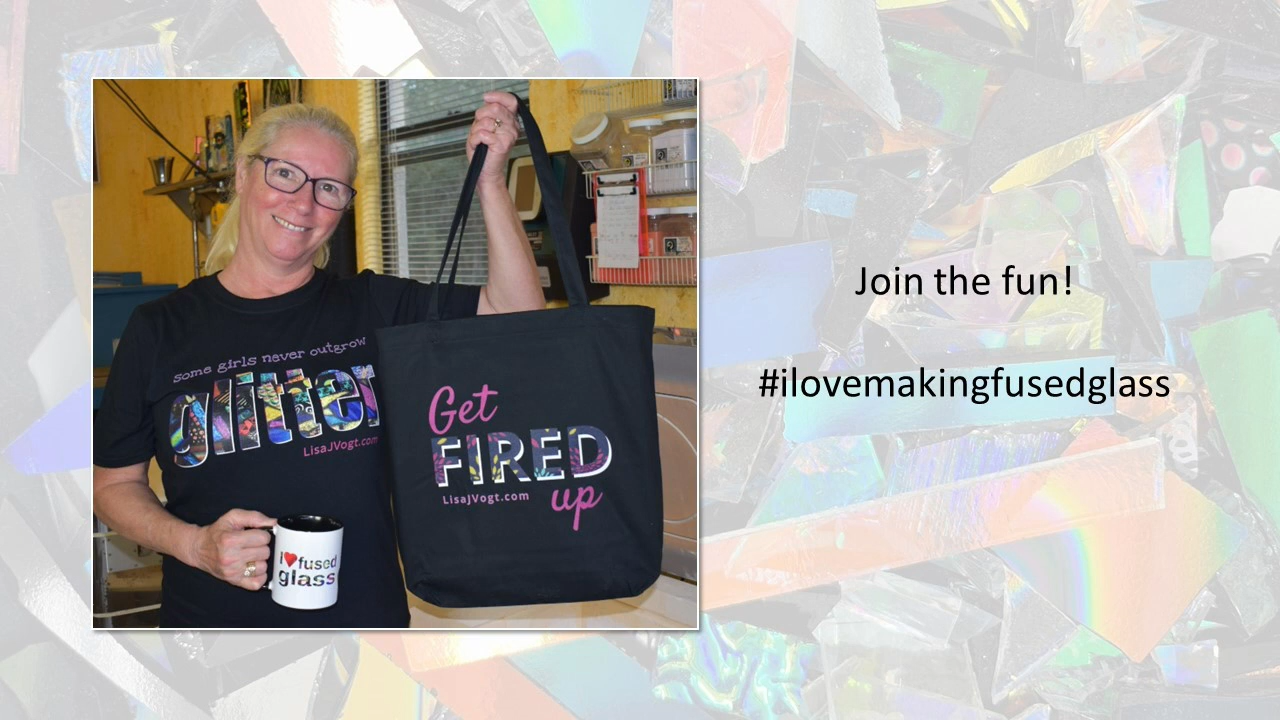 some girls never outgrow
glitter
LisaJVogt.com
Get
FIRED
up
LisaJVogt.com
i♥fused
glass
Join the fun!
#ilovemakingfusedglass